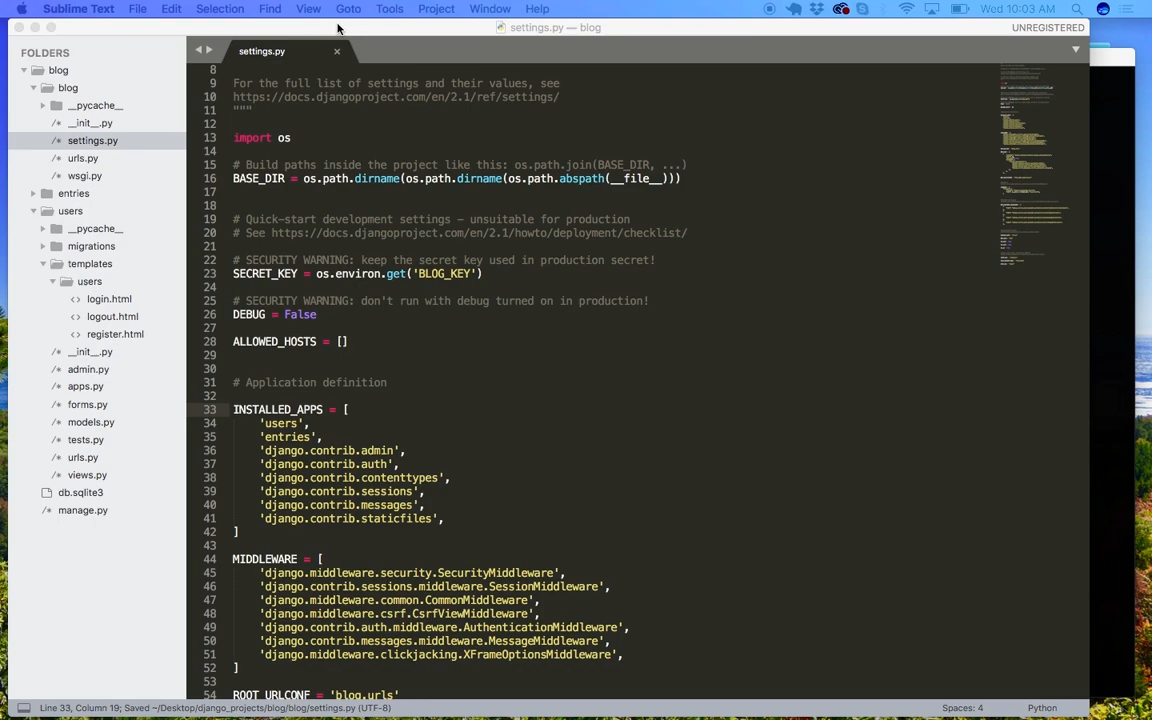 Sublime Text File Edit Selection Find View Goto Tools Project Window Help Wed 10:03 AM
settings.py — blog UNREGISTERED
FOLDERS
blog
blog
__pycache__
__init__.py
settings.py
urls.py
wsgi.py
entries
users
__pycache__
migrations
templates
users
login.html
logout.html
register.html
__init__.py
admin.py
apps.py
forms.py
models.py
tests.py
urls.py
views.py
db.sqlite3
manage.py
settings.py
8
9 For the full list of settings and their values, see
10 https://docs.djangoproject.com/en/2.1/ref/settings/
11 """
12
13 import os
14
15 # Build paths inside the project like this: os.path.join(BASE_DIR, ...)
16 BASE_DIR = os.path.dirname(os.path.dirname(os.path.abspath(__file__)))
17
18
19 # Quick-start development settings - unsuitable for production
20 # See https://docs.djangoproject.com/en/2.1/howto/deployment/checklist/
21
22 # SECURITY WARNING: keep the secret key used in production secret!
23 SECRET_KEY = os.environ.get('BLOG_KEY')
24
25 # SECURITY WARNING: don't run with debug turned on in production!
26 DEBUG = False
27
28 ALLOWED_HOSTS = []
29
30
31 # Application definition
32
33 INSTALLED_APPS = [
34 'users',
35 'entries',
36 'django.contrib.admin',
37 'django.contrib.auth',
38 'django.contrib.contenttypes',
39 'django.contrib.sessions',
40 'django.contrib.messages',
41 'django.contrib.staticfiles',
42 ]
43
44 MIDDLEWARE = [
45 'django.middleware.security.SecurityMiddleware',
46 'django.contrib.sessions.middleware.SessionMiddleware',
47 'django.middleware.common.CommonMiddleware',
48 'django.middleware.csrf.CsrfViewMiddleware',
49 'django.contrib.auth.middleware.AuthenticationMiddleware',
50 'django.contrib.messages.middleware.MessageMiddleware',
51 'django.middleware.clickjacking.XFrameOptionsMiddleware',
52 ]
53
54 ROOT_URLCONF = 'blog.urls'
Line 33, Column 19; Saved ~/Desktop/django_projects/blog/blog/settings.py (UTF-8) Spaces: 4 Python